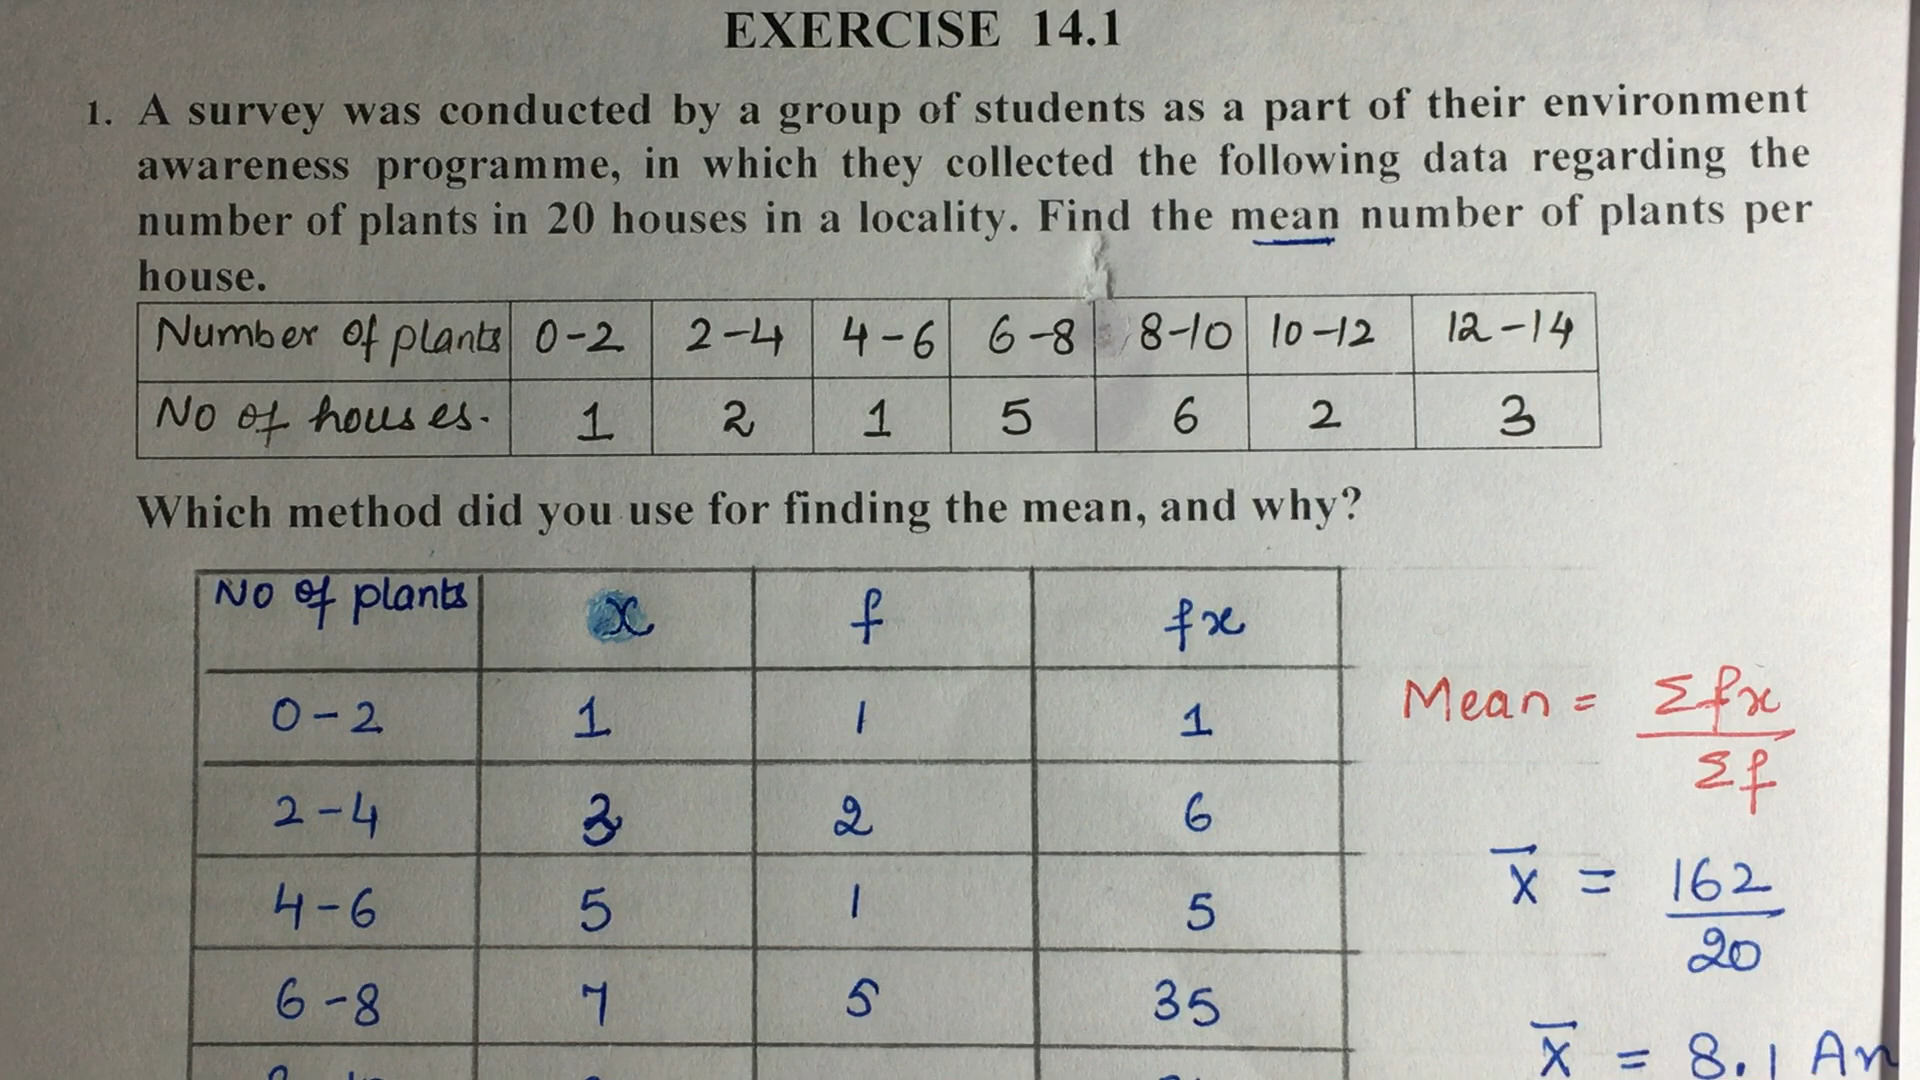 EXERCISE 14.1
1. A survey was conducted by a group of students as a part of their environment
awareness programme, in which they collected the following data regarding the
number of plants in 20 houses in a locality. Find the mean number of plants per
house.
Number of plants 0-2 2-4 4-6 6-8 8-10 10-12 12-14
No of houses. 1 2 1 5 6 2 3
Which method did you use for finding the mean, and why?
No of plants x f fx
0-2 1 1 1
Mean = Σfx
Σf
2-4 3 2 6
x̄ = 162
20
4-6 5 1 5
6-8 7 5 35
x̄ = 8.1 An